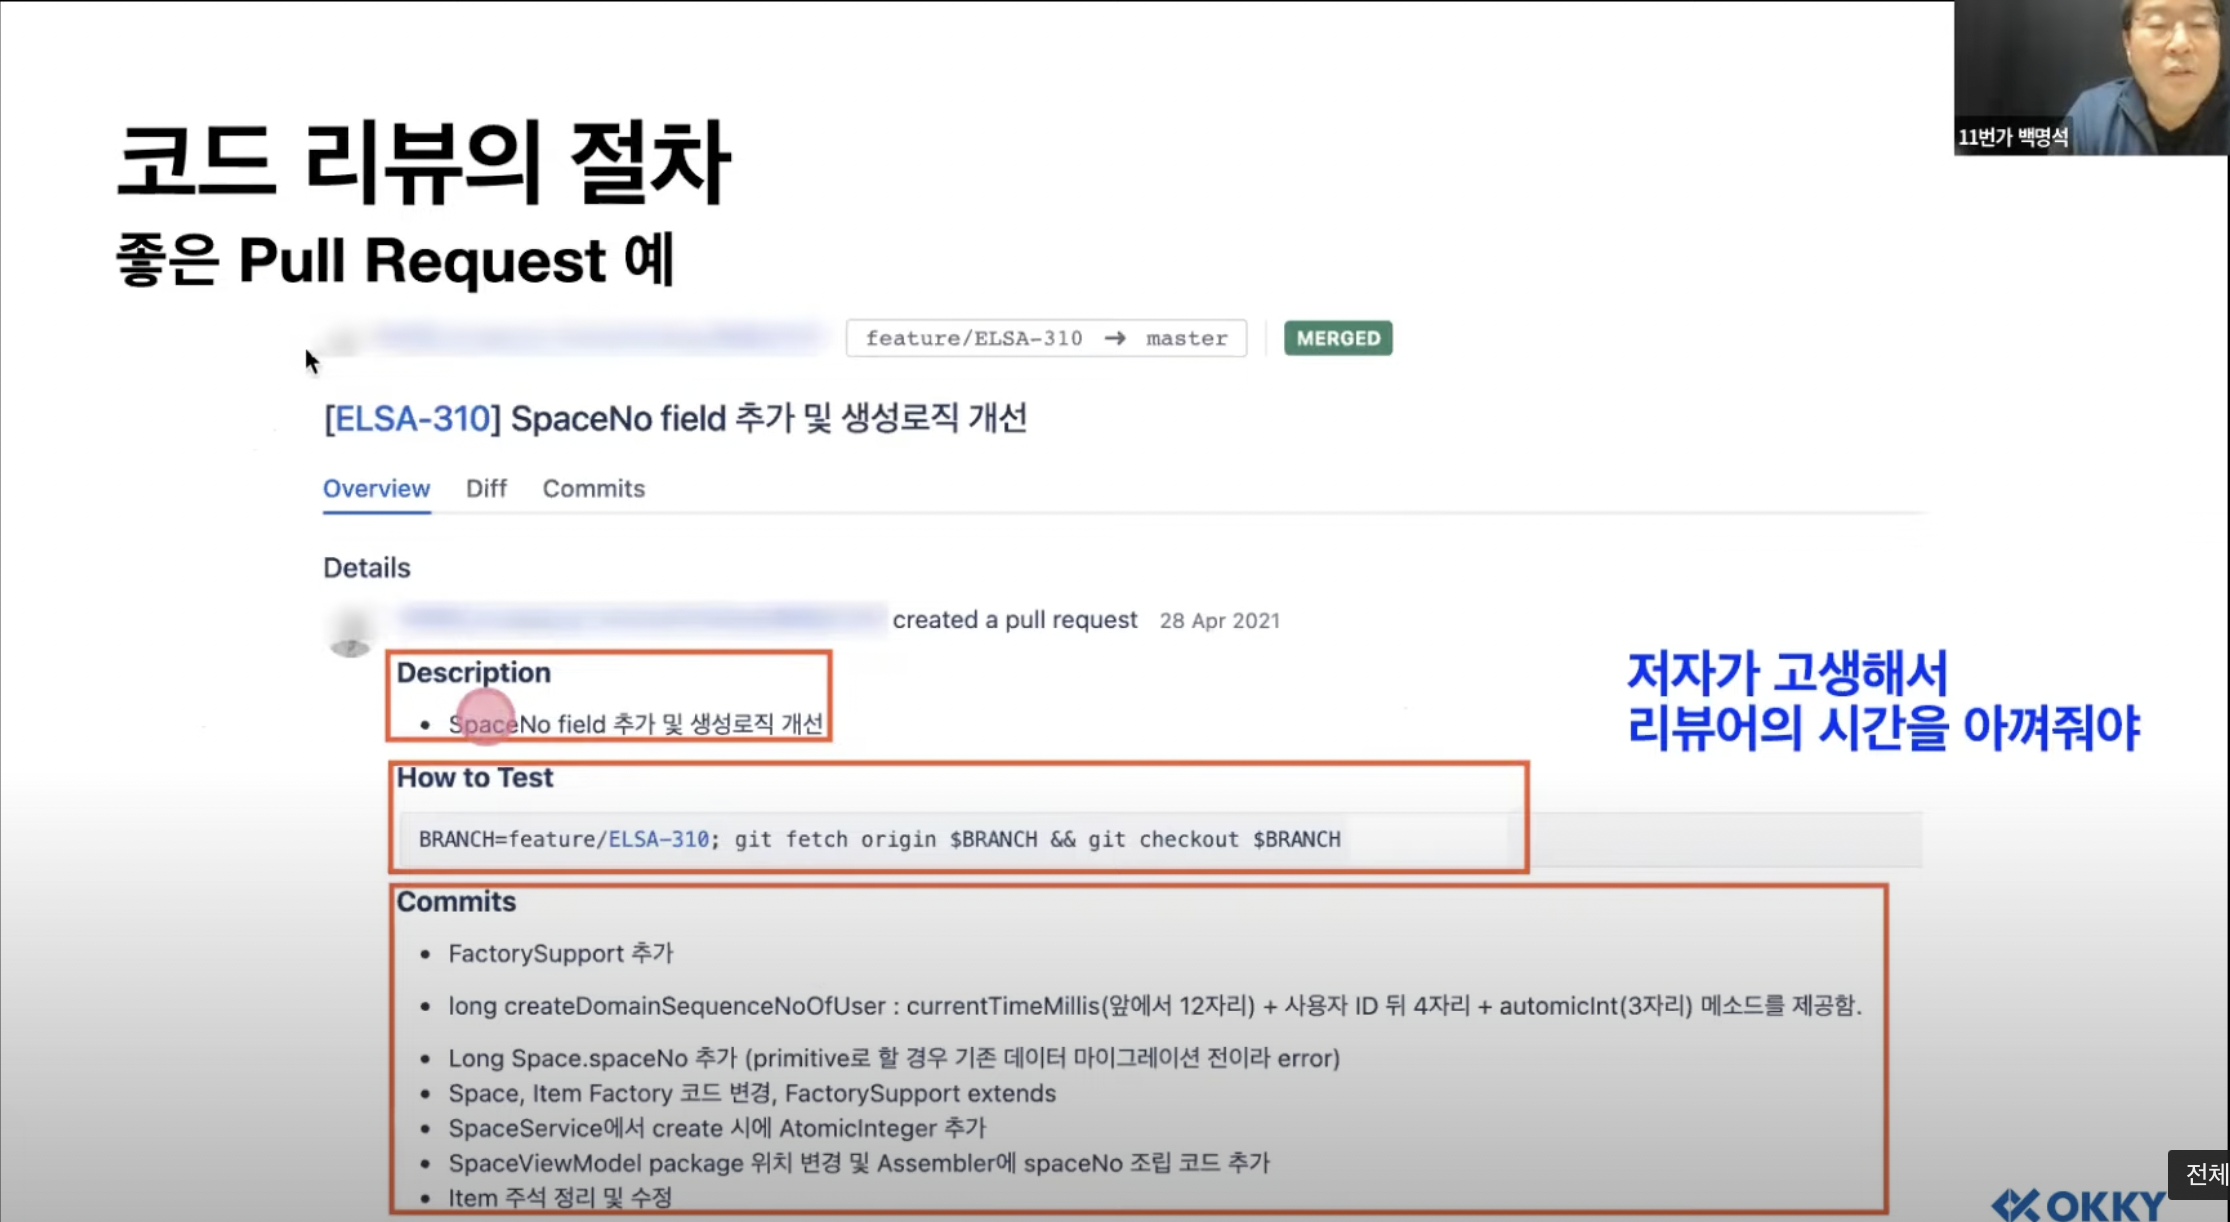 11번가 백명석
코드 리뷰의 절차
좋은 Pull Request 예
feature/ELSA-310 → master
MERGED
[ELSA-310] SpaceNo field 추가 및 생성로직 개선
Overview Diff Commits
Details
created a pull request 28 Apr 2021
Description
• SpaceNo field 추가 및 생성로직 개선
저자가 고생해서
리뷰어의 시간을 아껴줘야
How to Test
BRANCH=feature/ELSA-310; git fetch origin $BRANCH && git checkout $BRANCH
Commits
• FactorySupport 추가
• long createDomainSequenceNoOfUser : currentTimeMillis(앞에서 12자리) + 사용자 ID 뒤 4자리 + automicInt(3자리) 메소드를 제공함.
• Long Space.spaceNo 추가 (primitive로 할 경우 기존 데이터 마이그레이션 전이라 error)
• Space, Item Factory 코드 변경, FactorySupport extends
• SpaceService에서 create 시에 AtomicInteger 추가
• SpaceViewModel package 위치 변경 및 Assembler에 spaceNo 조립 코드 추가
• Item 주석 정리 및 수정
전체
OKKY